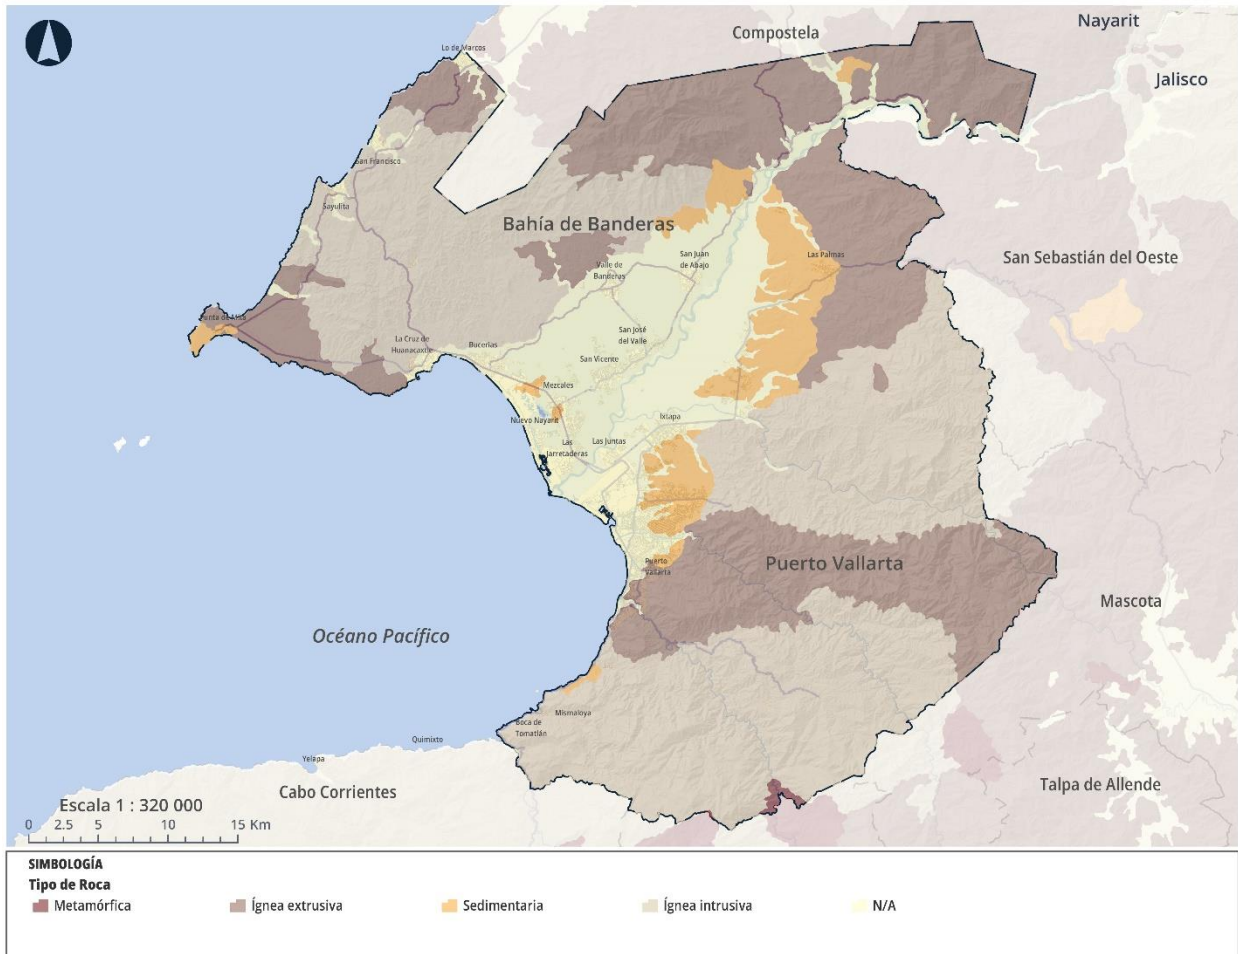 Nayarit
Compostela
Lo de Marcos
Jalisco
San Francisco
Sayulita
Bahía de Banderas
San Juan
de Abajo
Las Palmas
San Sebastián del Oeste
Valle de
Banderas
Punta de Mita
San José
del Valle
La Cruz de
Huanacaxtle
Bucerías
San Vicente
Mezcales
Ixtapa
Nuevo Nayarit
Las
Jarretaderas
Las Juntas
Puerto
Vallarta
Puerto Vallarta
Mascota
Océano Pacífico
Mismaloya
Boca de
Tomatlán
Quimixto
Yelapa
Cabo Corrientes
Talpa de Allende
Escala 1 : 320 000
0 2.5 5 10 15 Km
SIMBOLOGÍA
Tipo de Roca
Metamórfica Ígnea extrusiva Sedimentaria Ígnea intrusiva N/A